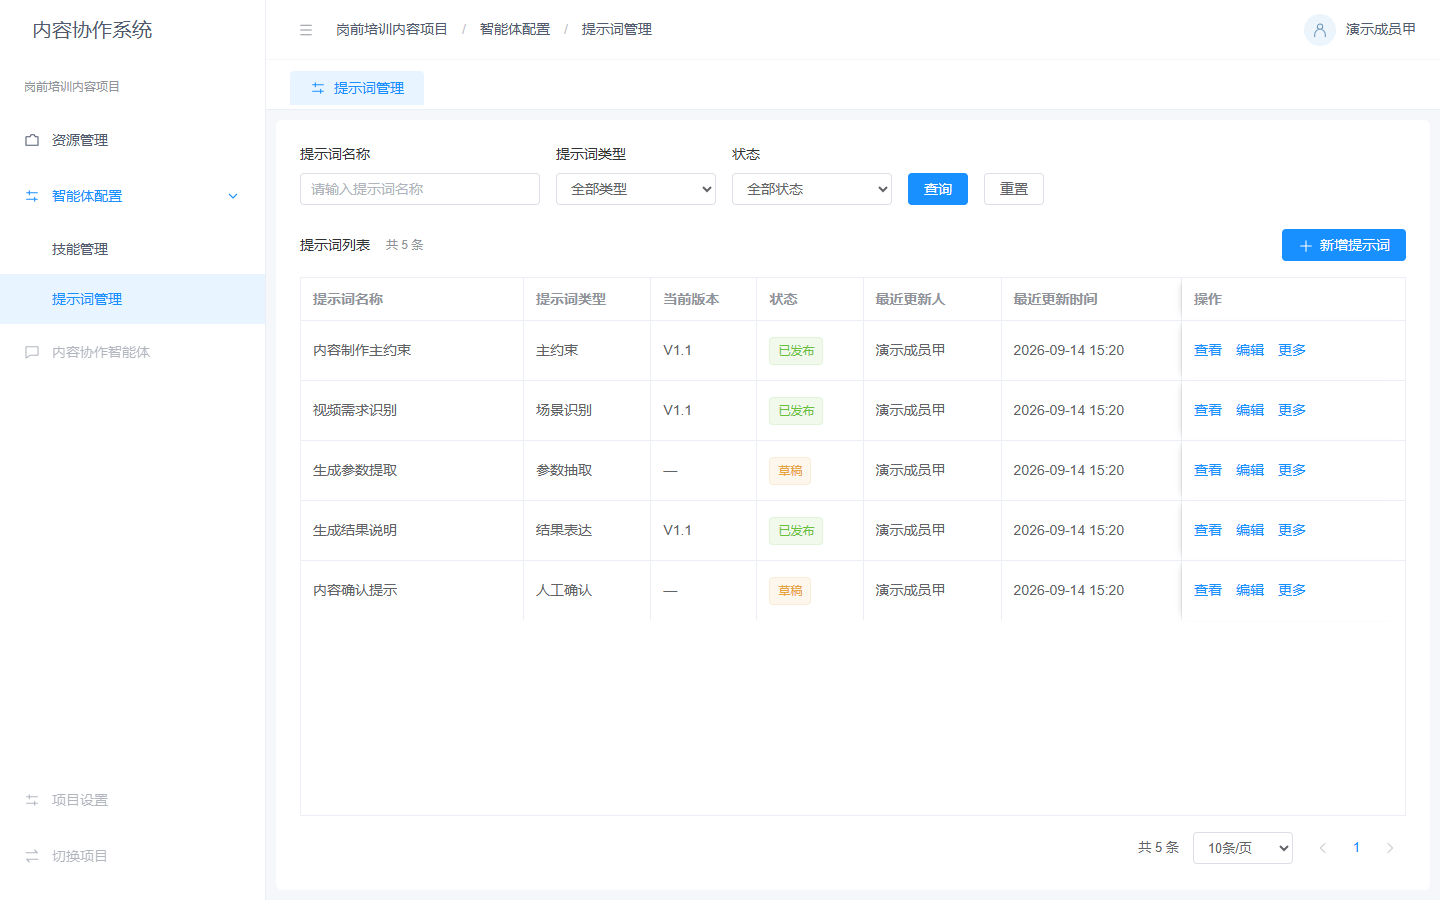 内容协作系统
岗前培训内容项目 / 智能体配置 / 提示词管理
演示成员甲
岗前培训内容项目
资源管理
智能体配置
技能管理
提示词管理
内容协作智能体
项目设置
切换项目
提示词管理
提示词名称 提示词类型 状态
请输入提示词名称 全部类型 全部状态 查询 重置
提示词列表 共 5 条 新增提示词
提示词名称 提示词类型 当前版本 状态 最近更新人 最近更新时间 操作
内容制作主约束 主约束 V1.1 已发布 演示成员甲 2026-09-14 15:20 查看 编辑 更多
视频需求识别 场景识别 V1.1 已发布 演示成员甲 2026-09-14 15:20 查看 编辑 更多
生成参数提取 参数抽取 — 草稿 演示成员甲 2026-09-14 15:20 查看 编辑 更多
生成结果说明 结果表达 V1.1 已发布 演示成员甲 2026-09-14 15:20 查看 编辑 更多
内容确认提示 人工确认 — 草稿 演示成员甲 2026-09-14 15:20 查看 编辑 更多
共 5 条 10条/页 1